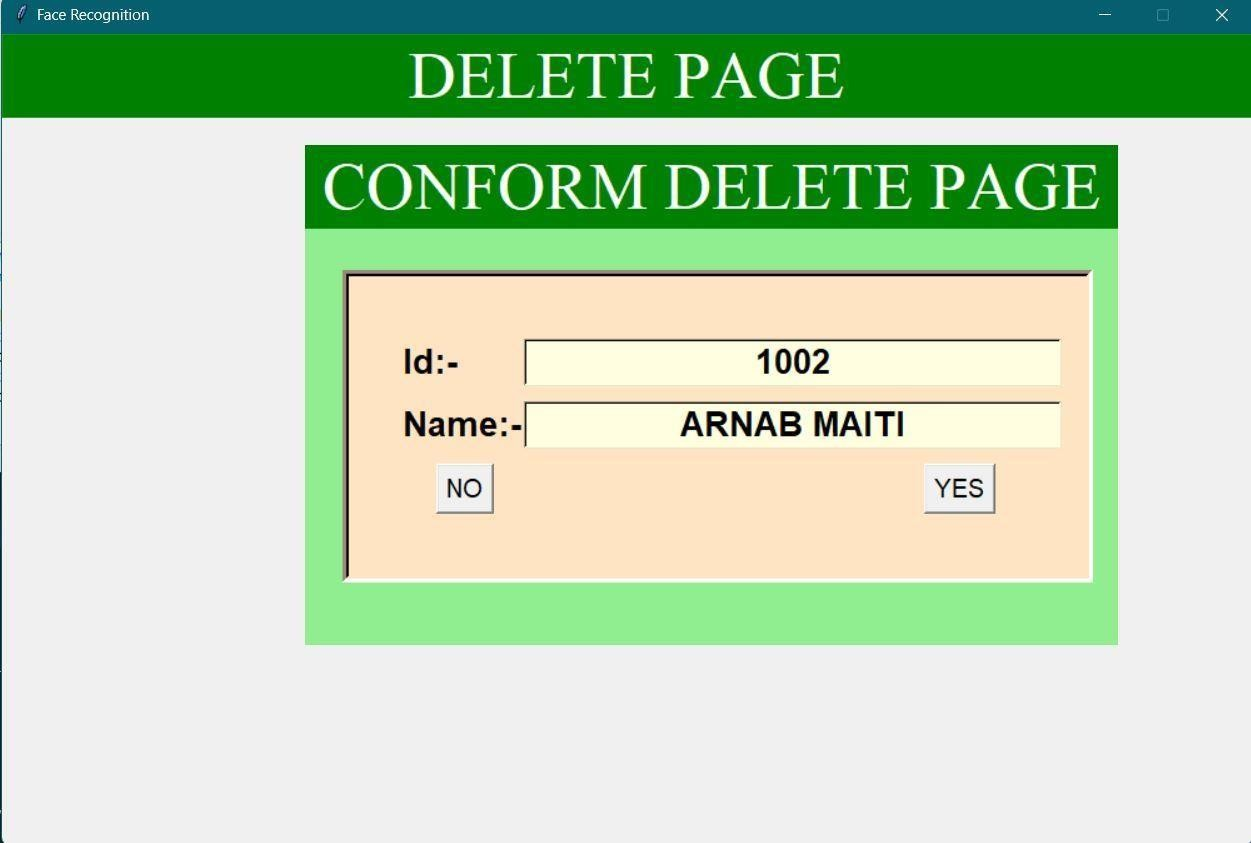 Face Recognition
DELETE PAGE
CONFORM DELETE PAGE
Id:- 1002
Name:- ARNAB MAITI
NO YES